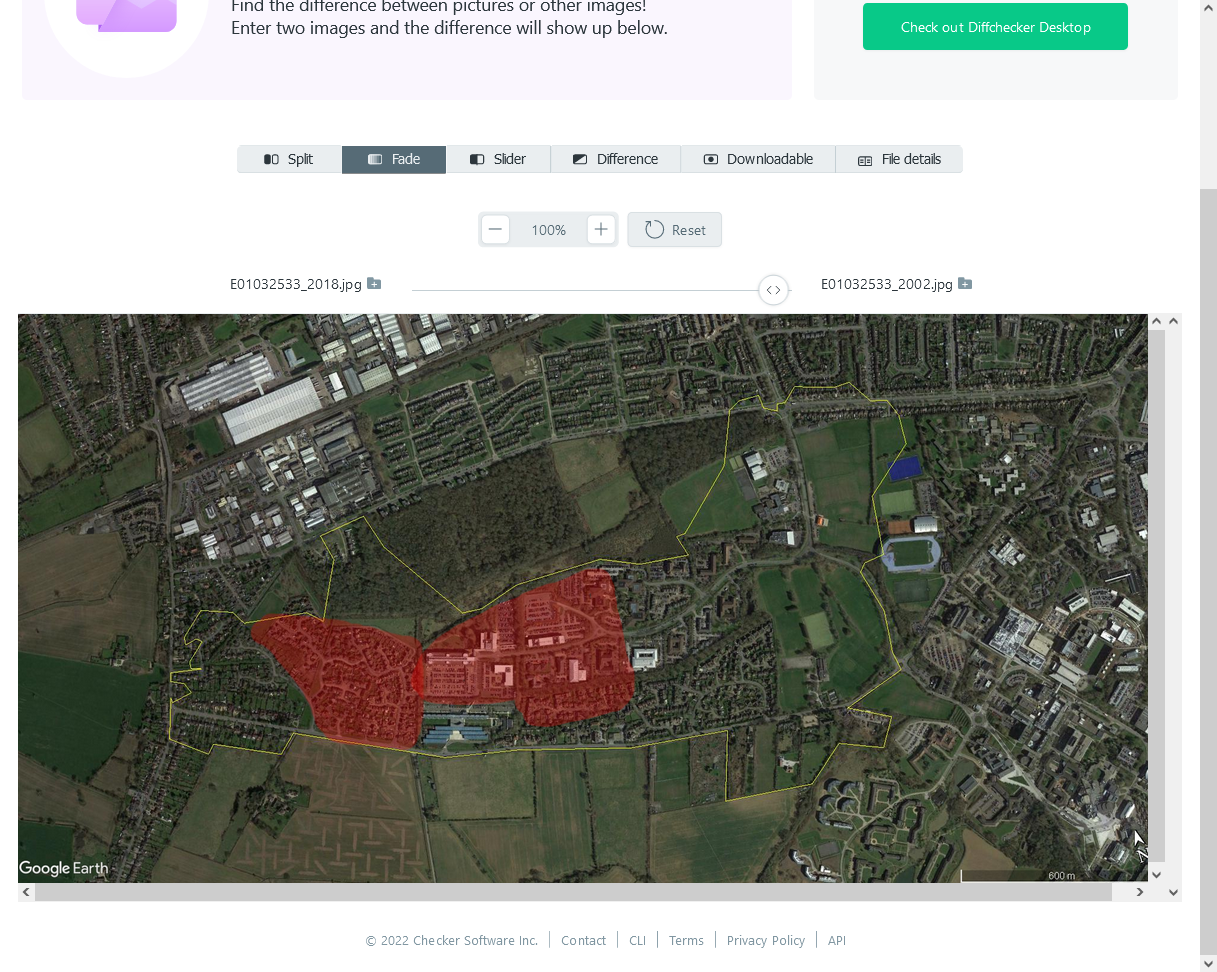 Find the difference between pictures or other images!
Enter two images and the difference will show up below.
Check out Diffchecker Desktop
Split Fade Slider Difference Downloadable File details
100% Reset
E01032533_2018.jpg E01032533_2002.jpg
Google Earth
600 m
© 2022 Checker Software Inc. Contact CLI Terms Privacy Policy API